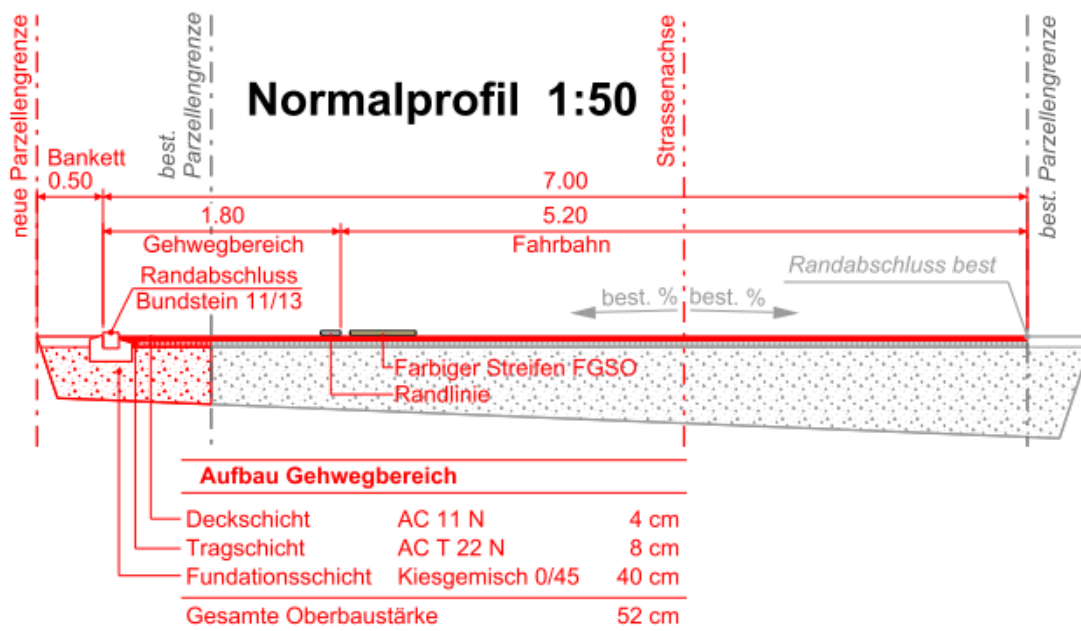 neue Parzellengrenze
best.
Parzellengrenze
Normalprofil 1:50
Strassenachse
best. Parzellengrenze
Bankett
0.50
7.00
1.80
5.20
Gehwegbereich
Fahrbahn
Randabschluss
Bundstein 11/13
Randabschluss best
best. %
best. %
Farbiger Streifen FGSO
Randlinie
Aufbau Gehwegbereich
Deckschicht AC 11 N 4 cm
Tragschicht AC T 22 N 8 cm
Fundationsschicht Kiesgemisch 0/45 40 cm
Gesamte Oberbaustärke 52 cm